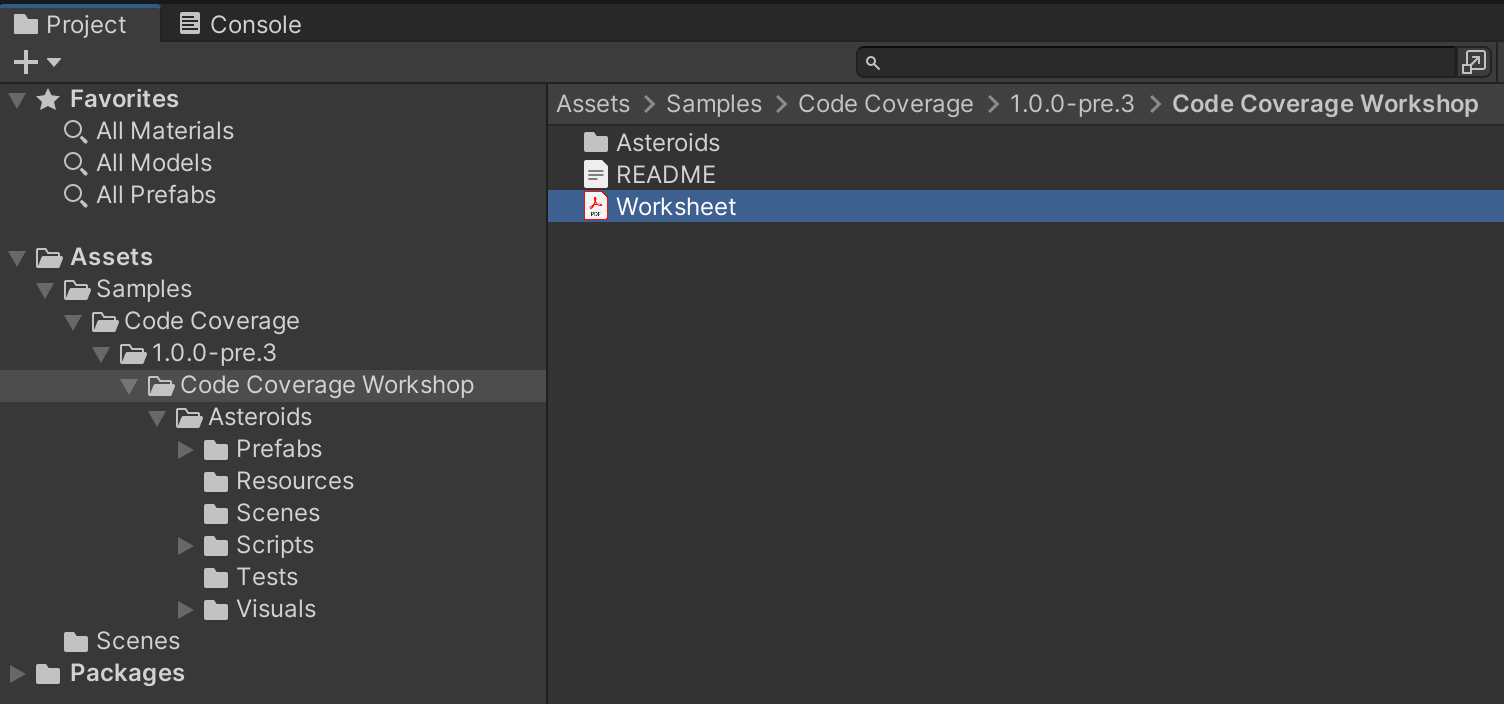 Project Console
Favorites
All Materials
All Models
All Prefabs
Assets
Samples
Code Coverage
1.0.0-pre.3
Code Coverage Workshop
Asteroids
Prefabs
Resources
Scenes
Scripts
Tests
Visuals
Scenes
Packages
Assets > Samples > Code Coverage > 1.0.0-pre.3 > Code Coverage Workshop
Asteroids
README
PDF Worksheet